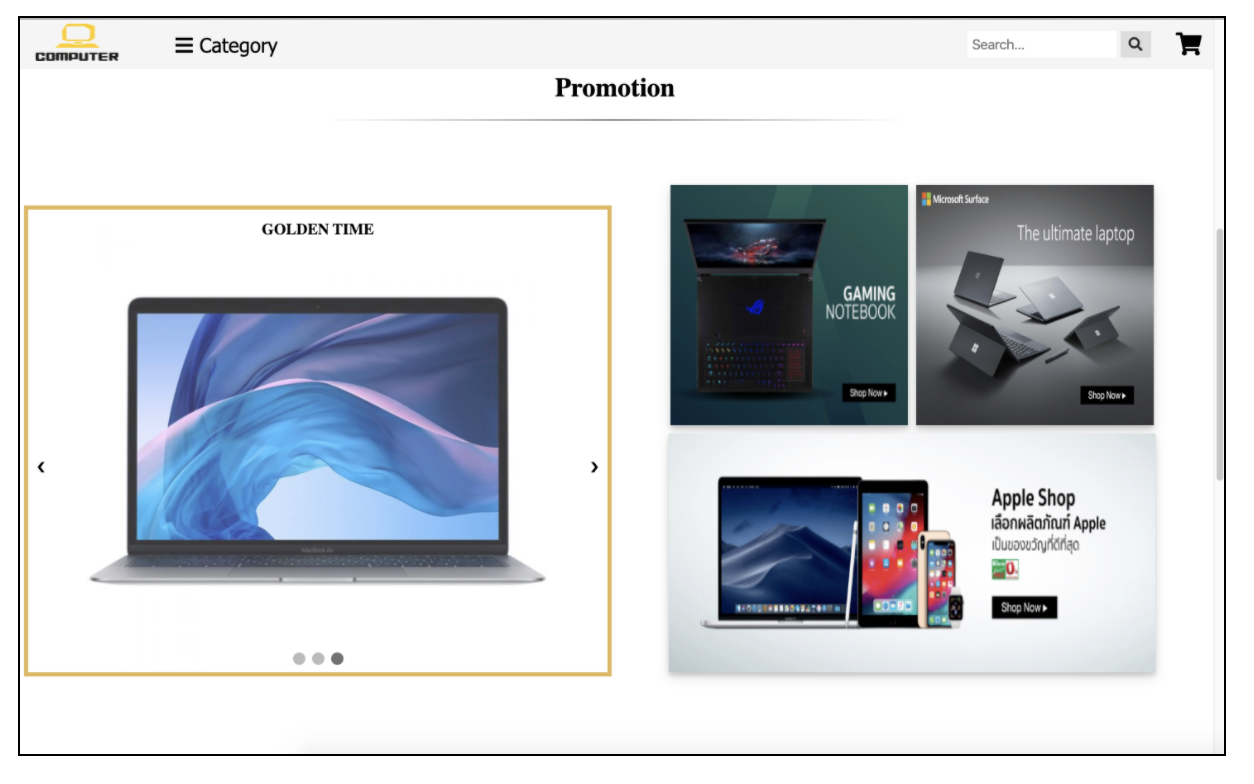 COMPUTER
Category
Search...
Promotion
GOLDEN TIME
MacBook Air
‹
›
GAMING
NOTEBOOK
Shop Now
Microsoft Surface
The ultimate laptop
Shop Now
Apple Shop
เลือกผลิตภัณฑ์ Apple
เป็นของขวัญที่ดีที่สุด
0%
Shop Now